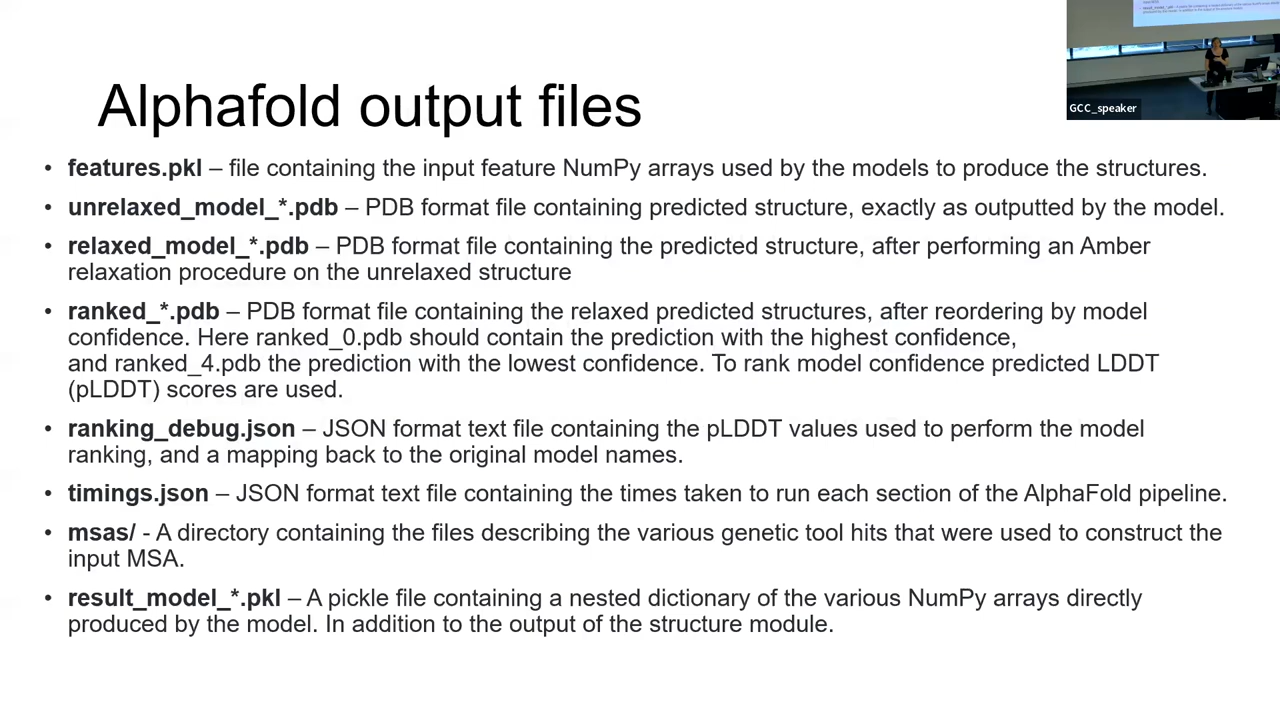 Alphafold output files
GCC_speaker
• features.pkl – file containing the input feature NumPy arrays used by the models to produce the structures.
• unrelaxed_model_*.pdb – PDB format file containing predicted structure, exactly as outputted by the model.
• relaxed_model_*.pdb – PDB format file containing the predicted structure, after performing an Amber
relaxation procedure on the unrelaxed structure
• ranked_*.pdb – PDB format file containing the relaxed predicted structures, after reordering by model
confidence. Here ranked_0.pdb should contain the prediction with the highest confidence,
and ranked_4.pdb the prediction with the lowest confidence. To rank model confidence predicted LDDT
(pLDDT) scores are used.
• ranking_debug.json – JSON format text file containing the pLDDT values used to perform the model
ranking, and a mapping back to the original model names.
• timings.json – JSON format text file containing the times taken to run each section of the AlphaFold pipeline.
• msas/ - A directory containing the files describing the various genetic tool hits that were used to construct the
input MSA.
• result_model_*.pkl – A pickle file containing a nested dictionary of the various NumPy arrays directly
produced by the model. In addition to the output of the structure module.